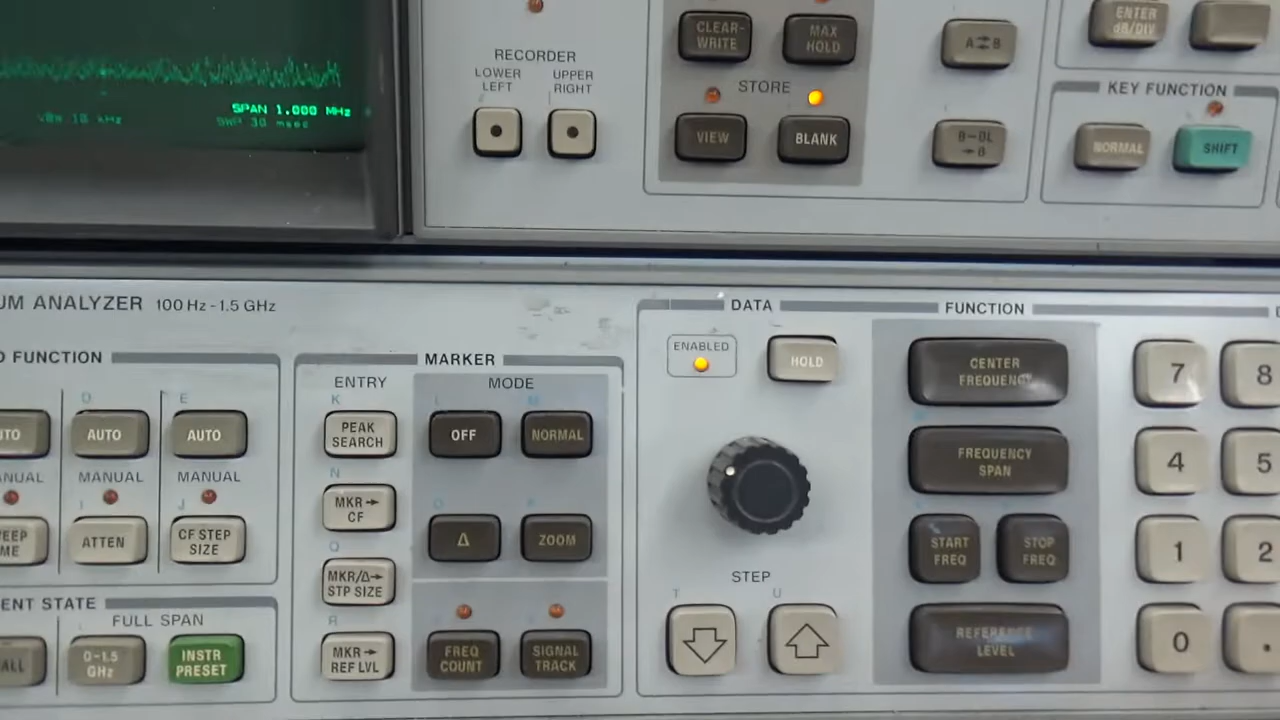 SPAN 1.000 MHz
VBW 10 kHz
SWP 30 msec
RECORDER
LOWER
LEFT
UPPER
RIGHT
CLEAR-
WRITE
MAX
HOLD
STORE
VIEW
BLANK
A⇄B
B-DL
→B
ENTER
dB/DIV
KEY FUNCTION
NORMAL
SHIFT
UM ANALYZER 100 Hz - 1.5 GHz
FUNCTION
D
AUTO
E
AUTO
MANUAL
MANUAL
I
ATTEN
J
CF STEP
SIZE
FULL SPAN
0-1.5
GHz
INSTR
PRESET
MARKER
ENTRY
K
PEAK
SEARCH
N
MKR→
CF
Q
MKR/Δ→
STP SIZE
R
MKR→
REF LVL
MODE
L
OFF
M
NORMAL
O
Δ
P
ZOOM
FREQ
COUNT
SIGNAL
TRACK
DATA
ENABLED
HOLD
STEP
T
U
FUNCTION
CENTER
FREQUENCY
FREQUENCY
SPAN
START
FREQ
STOP
FREQ
REFERENCE
LEVEL
7
8
4
5
1
2
0
.